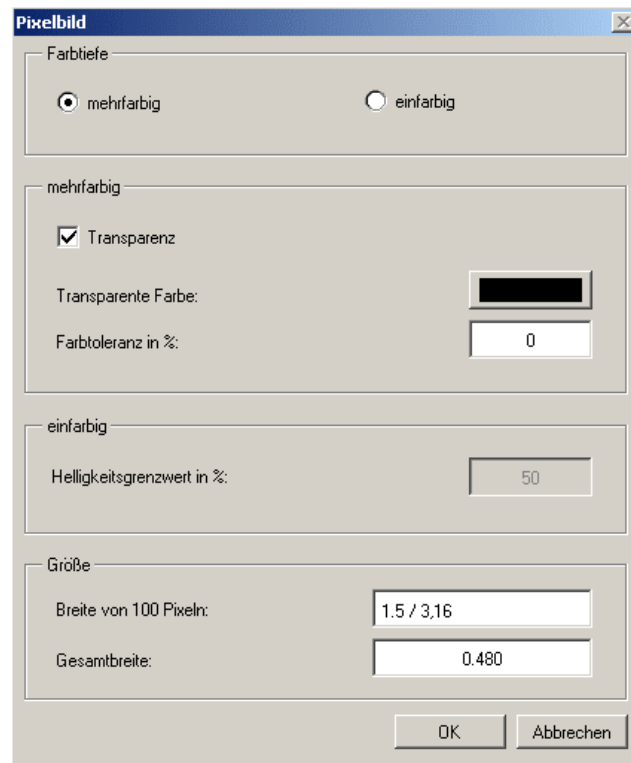 Pixelbild
Farbtiefe
mehrfarbig
einfarbig
mehrfarbig
Transparenz
Transparente Farbe:
Farbtoleranz in %:
0
einfarbig
Helligkeitsgrenzwert in %:
50
Größe
Breite von 100 Pixeln:
1.5 / 3,16
Gesamtbreite:
0.480
OK
Abbrechen